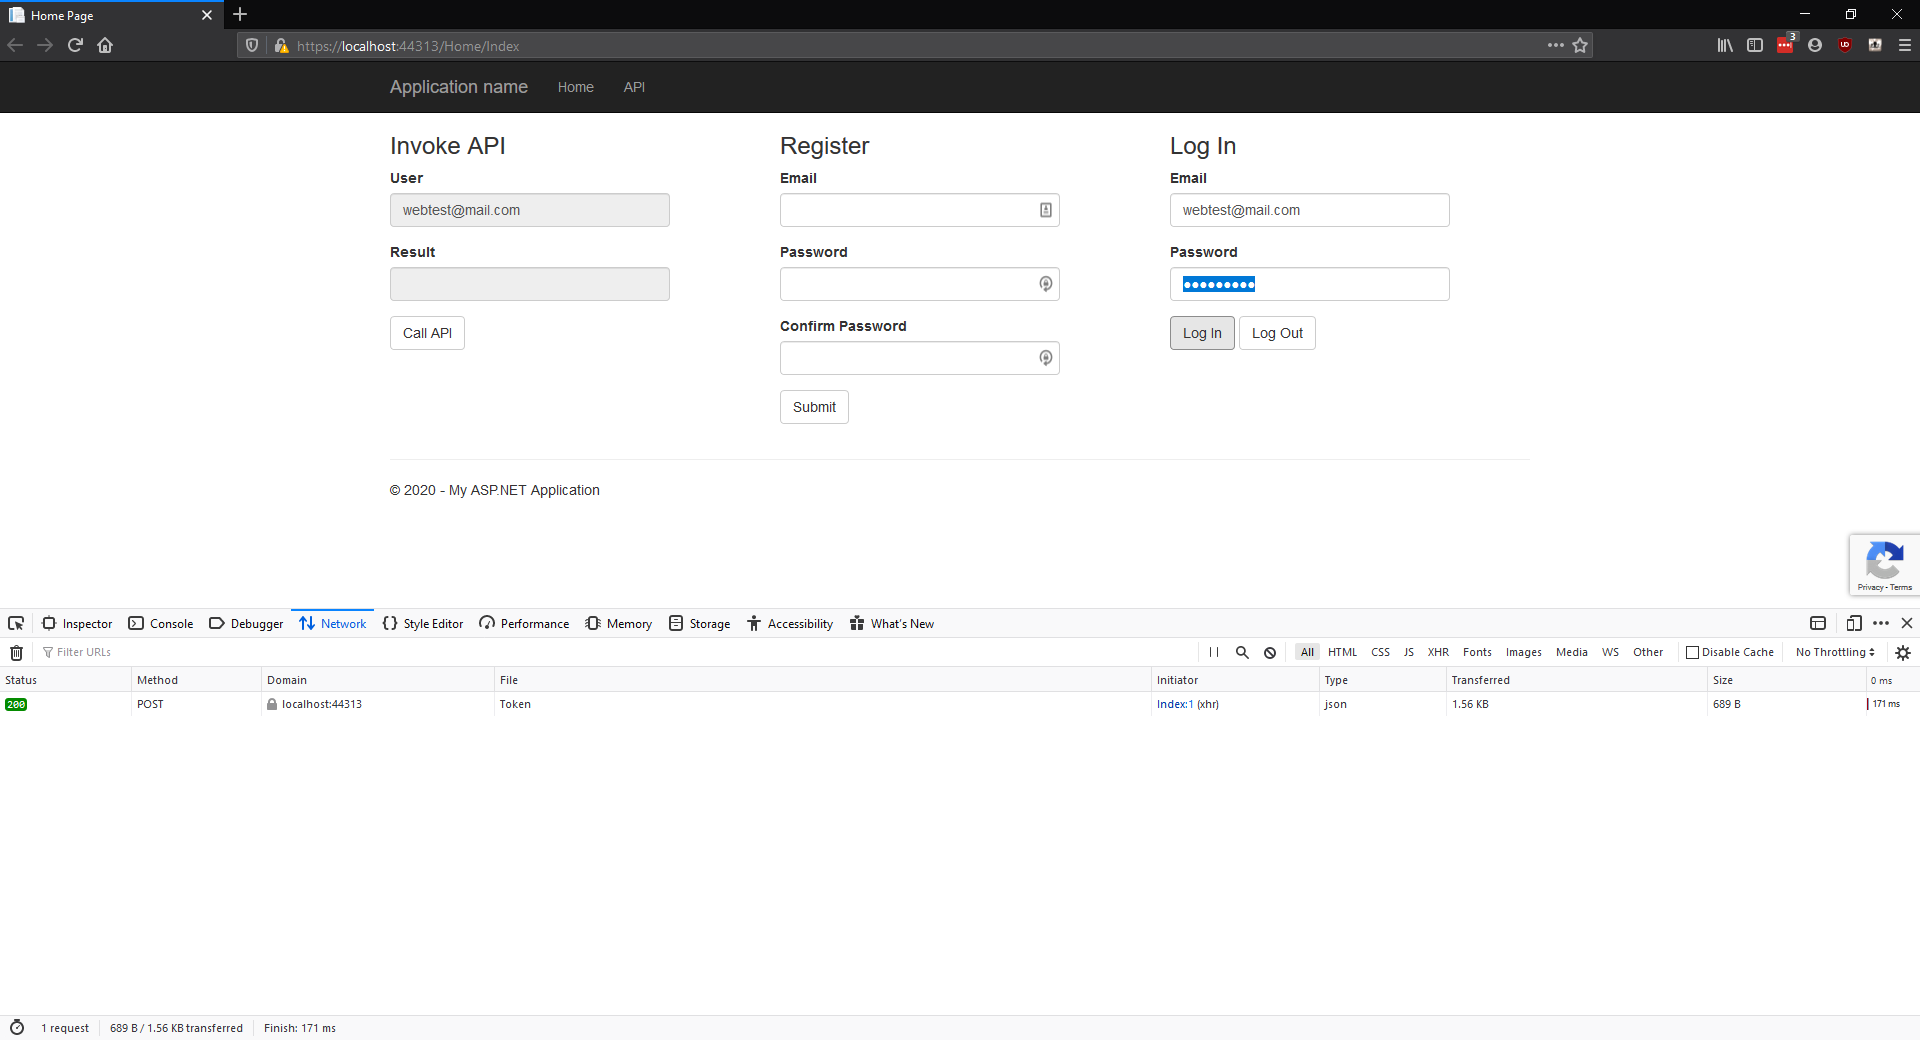 Home Page
https://localhost:44313/Home/Index
3
Application name Home API
Invoke API
User
webtest@mail.com
Result
Call API
Register
Email
Password
Confirm Password
Submit
Log In
Email
webtest@mail.com
Password
●●●●●●●●●
Log In Log Out
© 2020 - My ASP.NET Application
Privacy - Terms
Inspector Console Debugger Network Style Editor Performance Memory Storage Accessibility What's New
Filter URLs All HTML CSS JS XHR Fonts Images Media WS Other Disable Cache No Throttling
Status Method Domain File Initiator Type Transferred Size 0 ms
200 POST localhost:44313 Token Index:1 (xhr) json 1.56 KB 689 B 171 ms
1 request 689 B / 1.56 KB transferred Finish: 171 ms